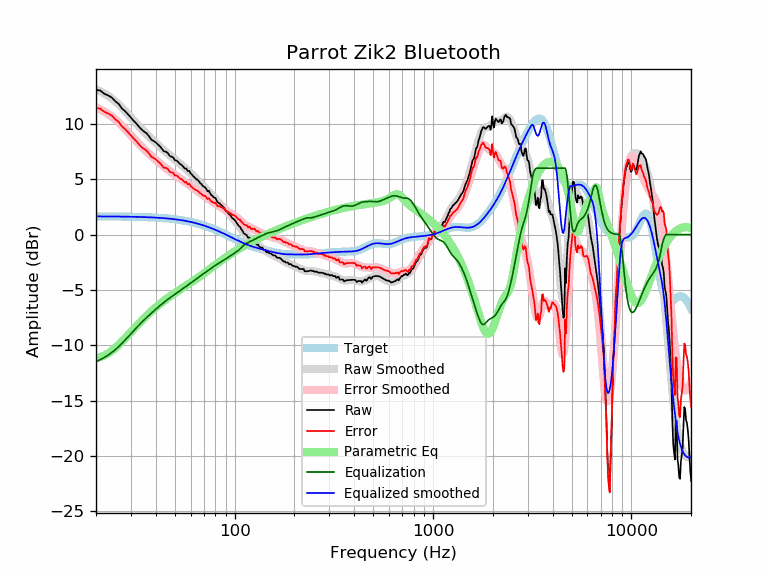 Parrot Zik2 Bluetooth
Amplitude (dBr)
10
5
0
−5
−10
−15
−20
−25
Target
Raw Smoothed
Error Smoothed
Raw
Error
Parametric Eq
Equalization
Equalized smoothed
100
1000
10000
Frequency (Hz)